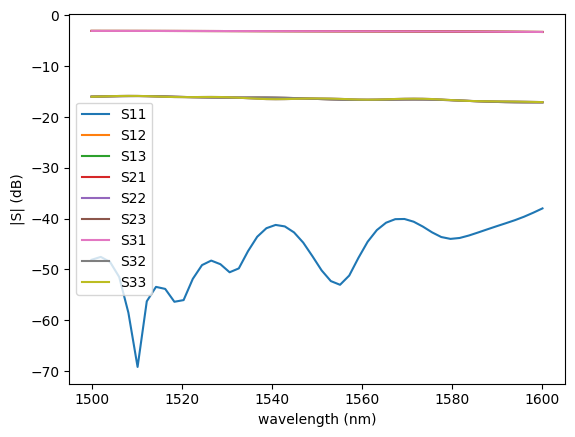 0
−10
−20
−30
−40
−50
−60
−70
|S| (dB)
S11
S12
S13
S21
S22
S23
S31
S32
S33
1500
1520
1540
1560
1580
1600
wavelength (nm)